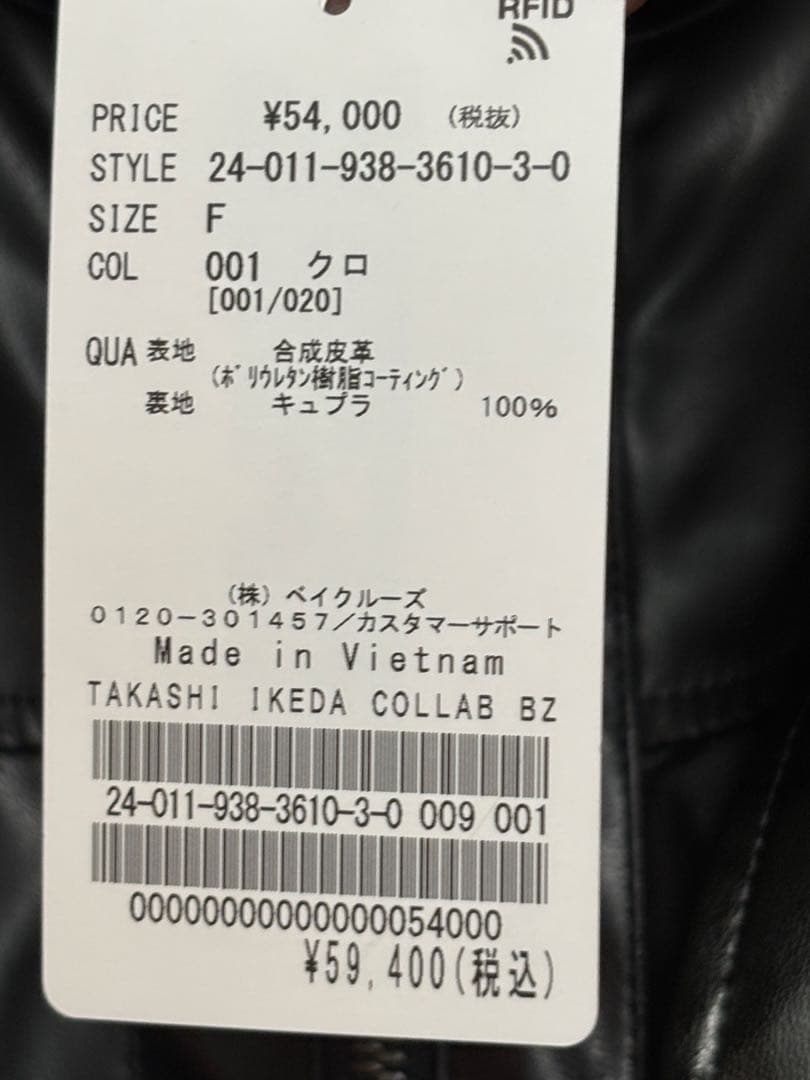 RFID
PRICE ¥54,000 (税抜)
STYLE 24-011-938-3610-3-0
SIZE F
COL 001 クロ
[001/020]
QUA 表地 合成皮革
(ポリウレタン樹脂コーティング)
裏地 キュプラ 100%
(株) ベイクルーズ
0120-301457/カスタマーサポート
Made in Vietnam
TAKASHI IKEDA COLLAB BZ
24-011-938-3610-3-0 009 001
00000000000000054000
¥59,400(税込)